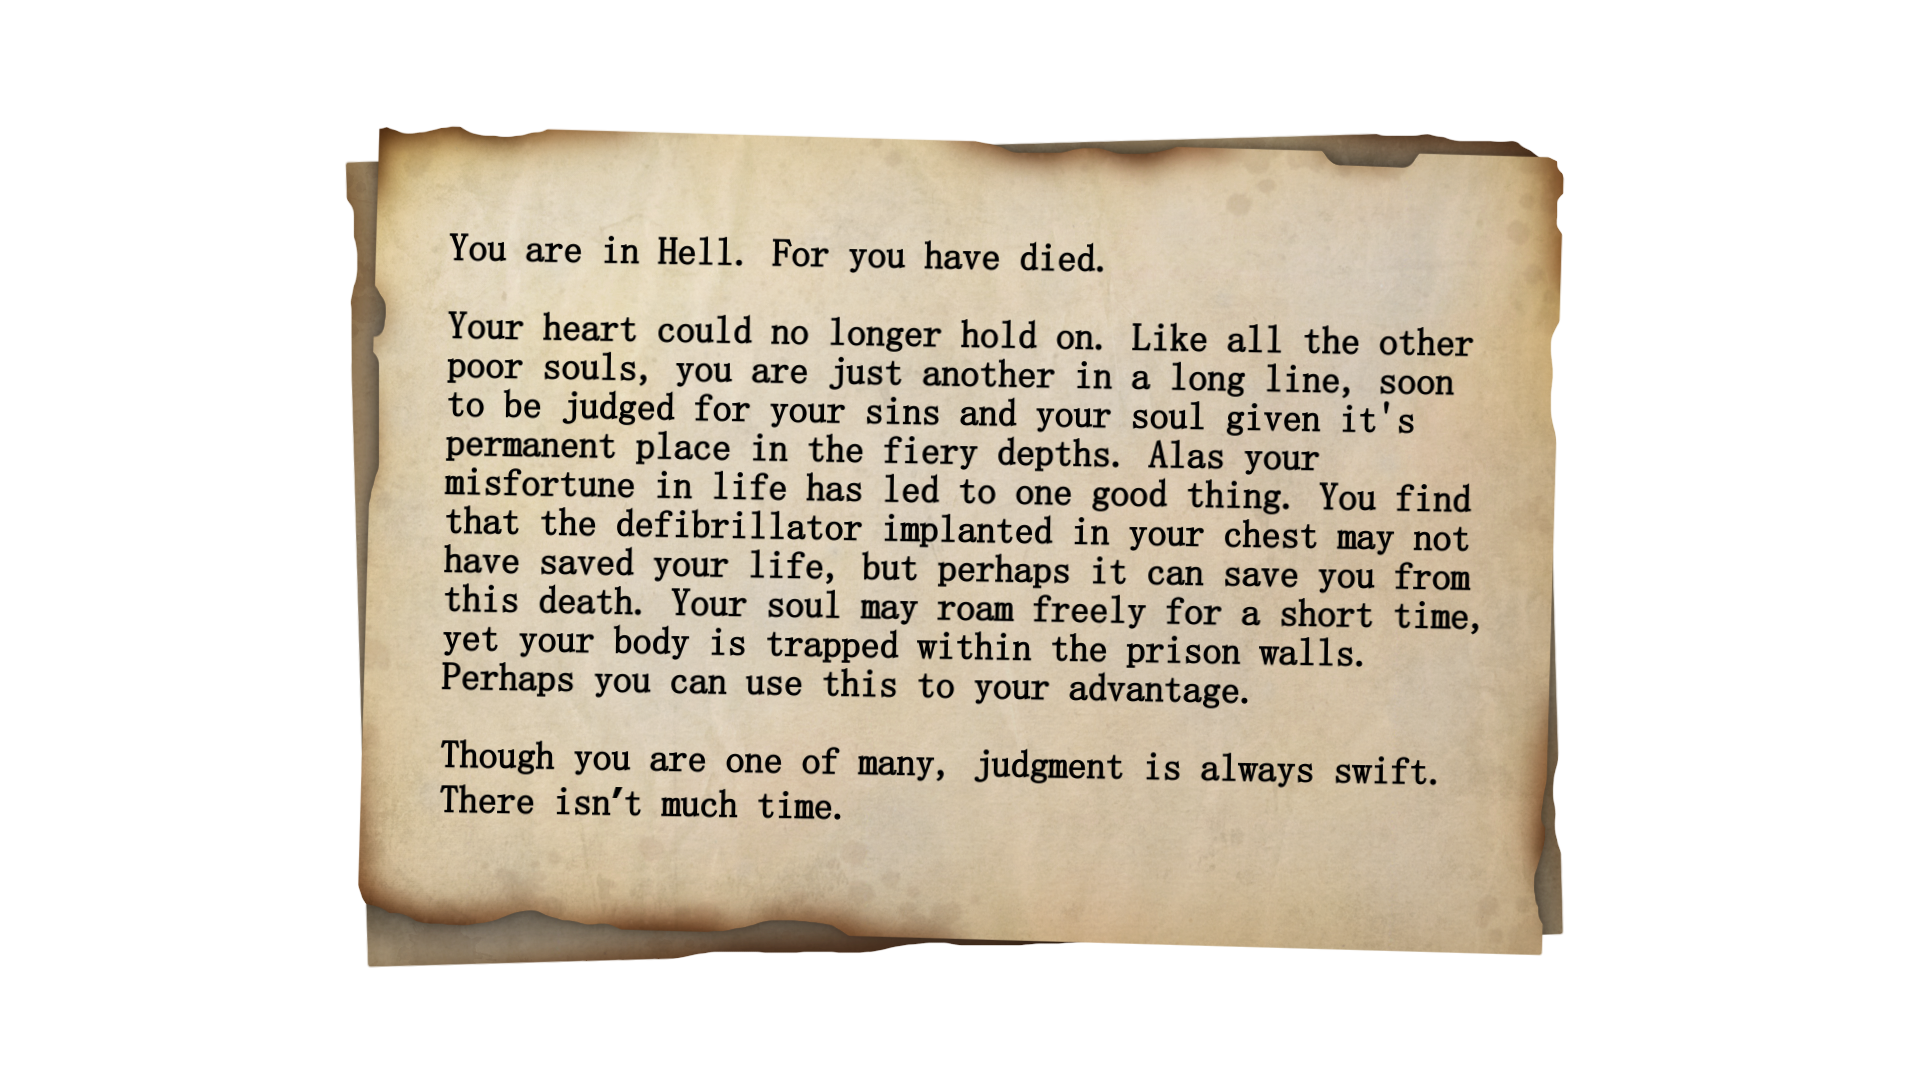 You are in Hell. For you have died.
Your heart could no longer hold on. Like all the other
poor souls, you are just another in a long line, soon
to be judged for your sins and your soul given it's
permanent place in the fiery depths. Alas your
misfortune in life has led to one good thing. You find
that the defibrillator implanted in your chest may not
have saved your life, but perhaps it can save you from
this death. Your soul may roam freely for a short time,
yet your body is trapped within the prison walls.
Perhaps you can use this to your advantage.
Though you are one of many, judgment is always swift.
There isn’t much time.